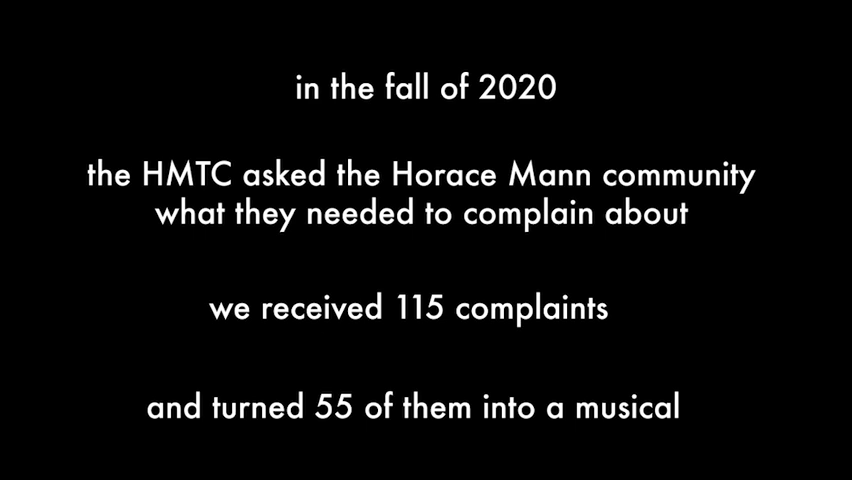 in the fall of 2020
the HMTC asked the Horace Mann community
what they needed to complain about
we received 115 complaints
and turned 55 of them into a musical